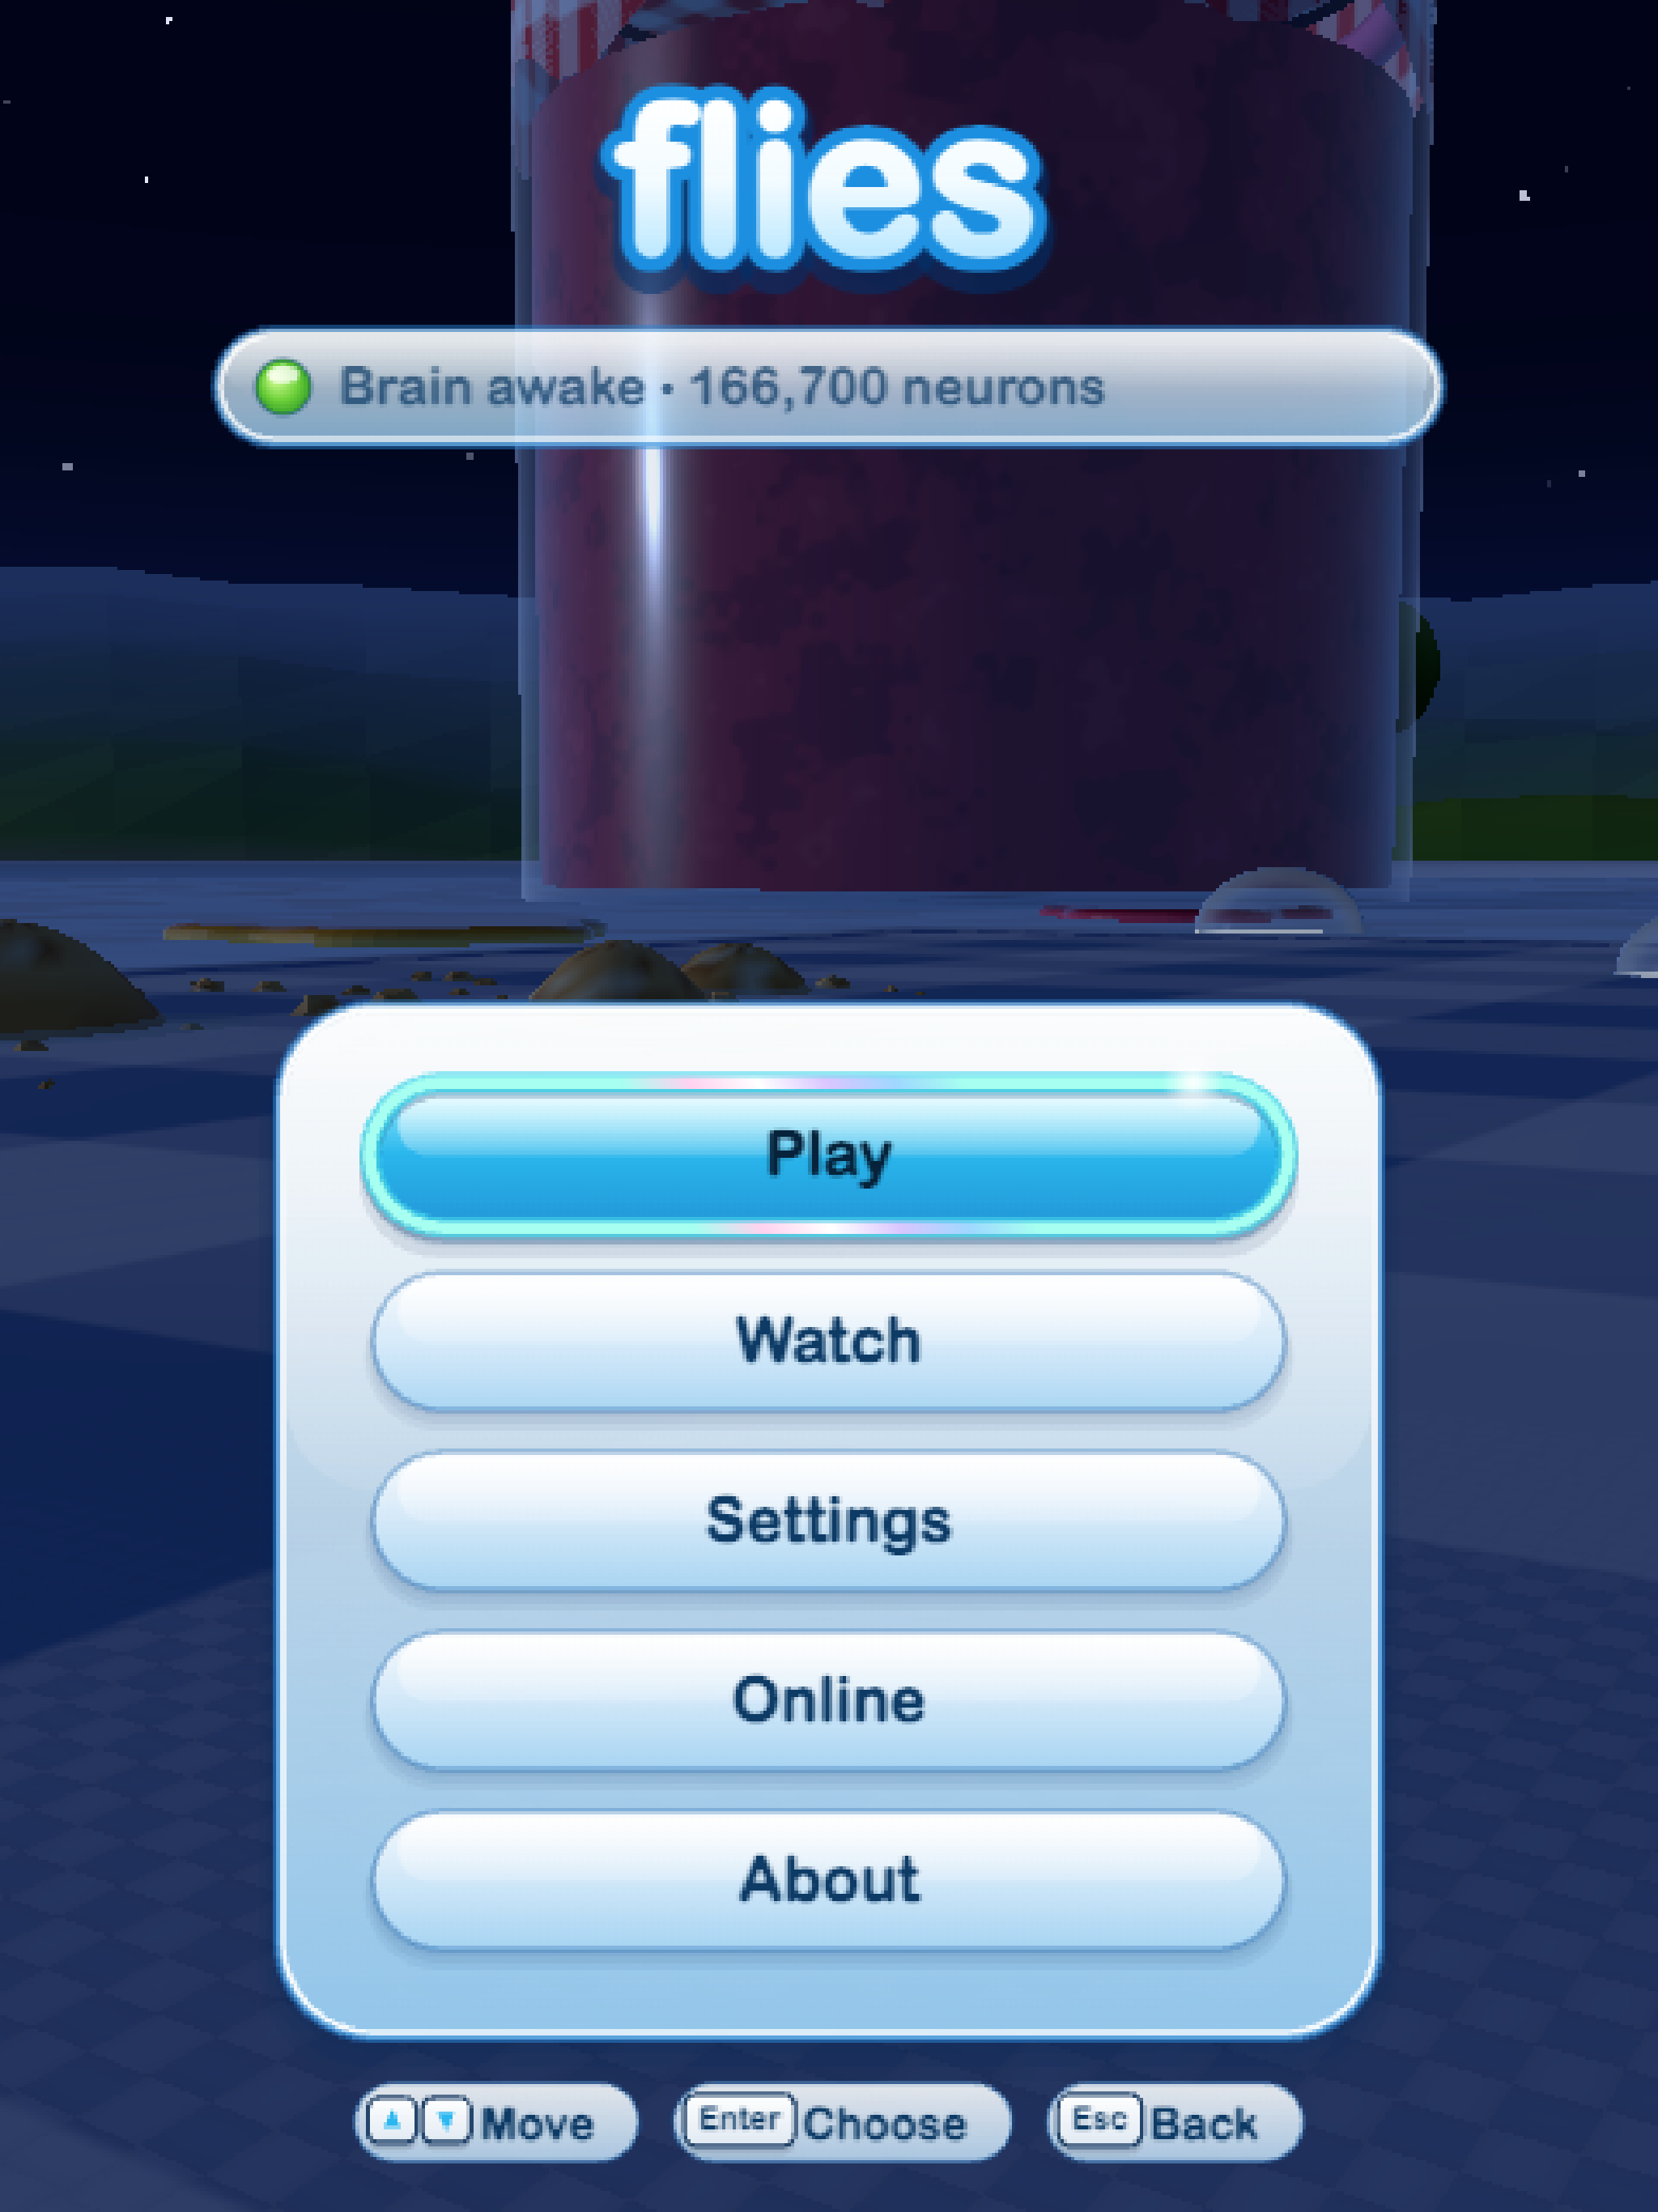 flies
Brain awake • 166,700 neurons
Play
Watch
Settings
Online
About
▲ ▼ Move Enter Choose Esc Back